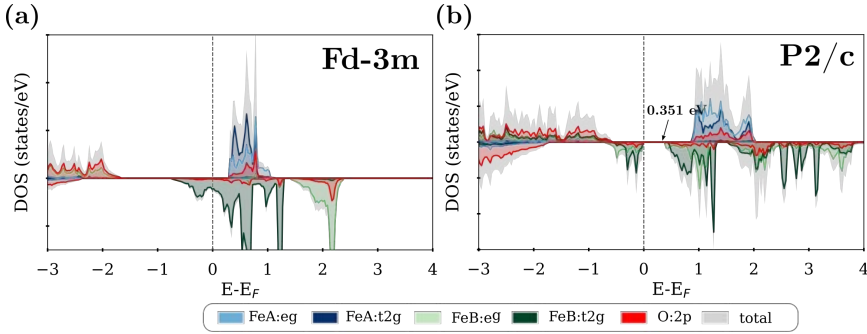 (a)
(b)
Fd-3m
P2/c
0.351 eV
DOS (states/eV)
DOS (states/eV)
−3 −2 −1 0 1 2 3 4
−3 −2 −1 0 1 2 3 4
E-E_F
E-E_F
FeA:eg FeA:t2g FeB:eg FeB:t2g O:2p total